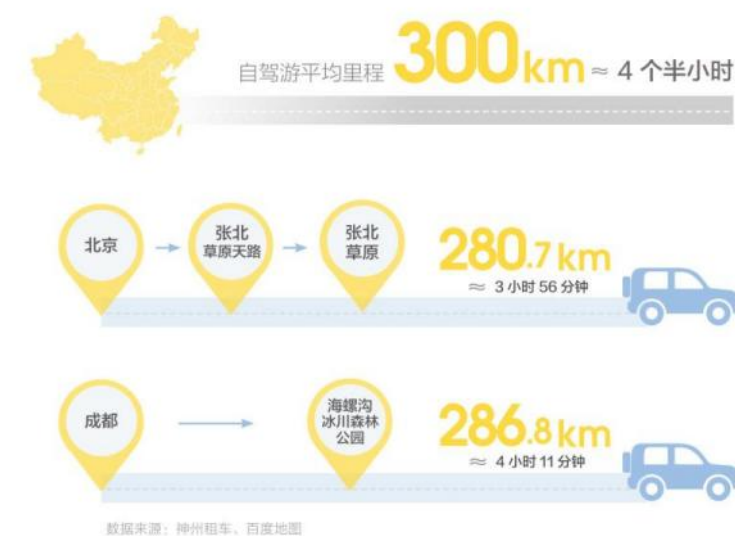 自驾游平均里程 300km ≈ 4 个半小时
北京
张北
草原天路
张北
草原
280.7 km
≈ 3 小时 56 分钟
成都
海螺沟
冰川森林
公园
286.8 km
≈ 4 小时 11 分钟
数据来源：神州租车、百度地图